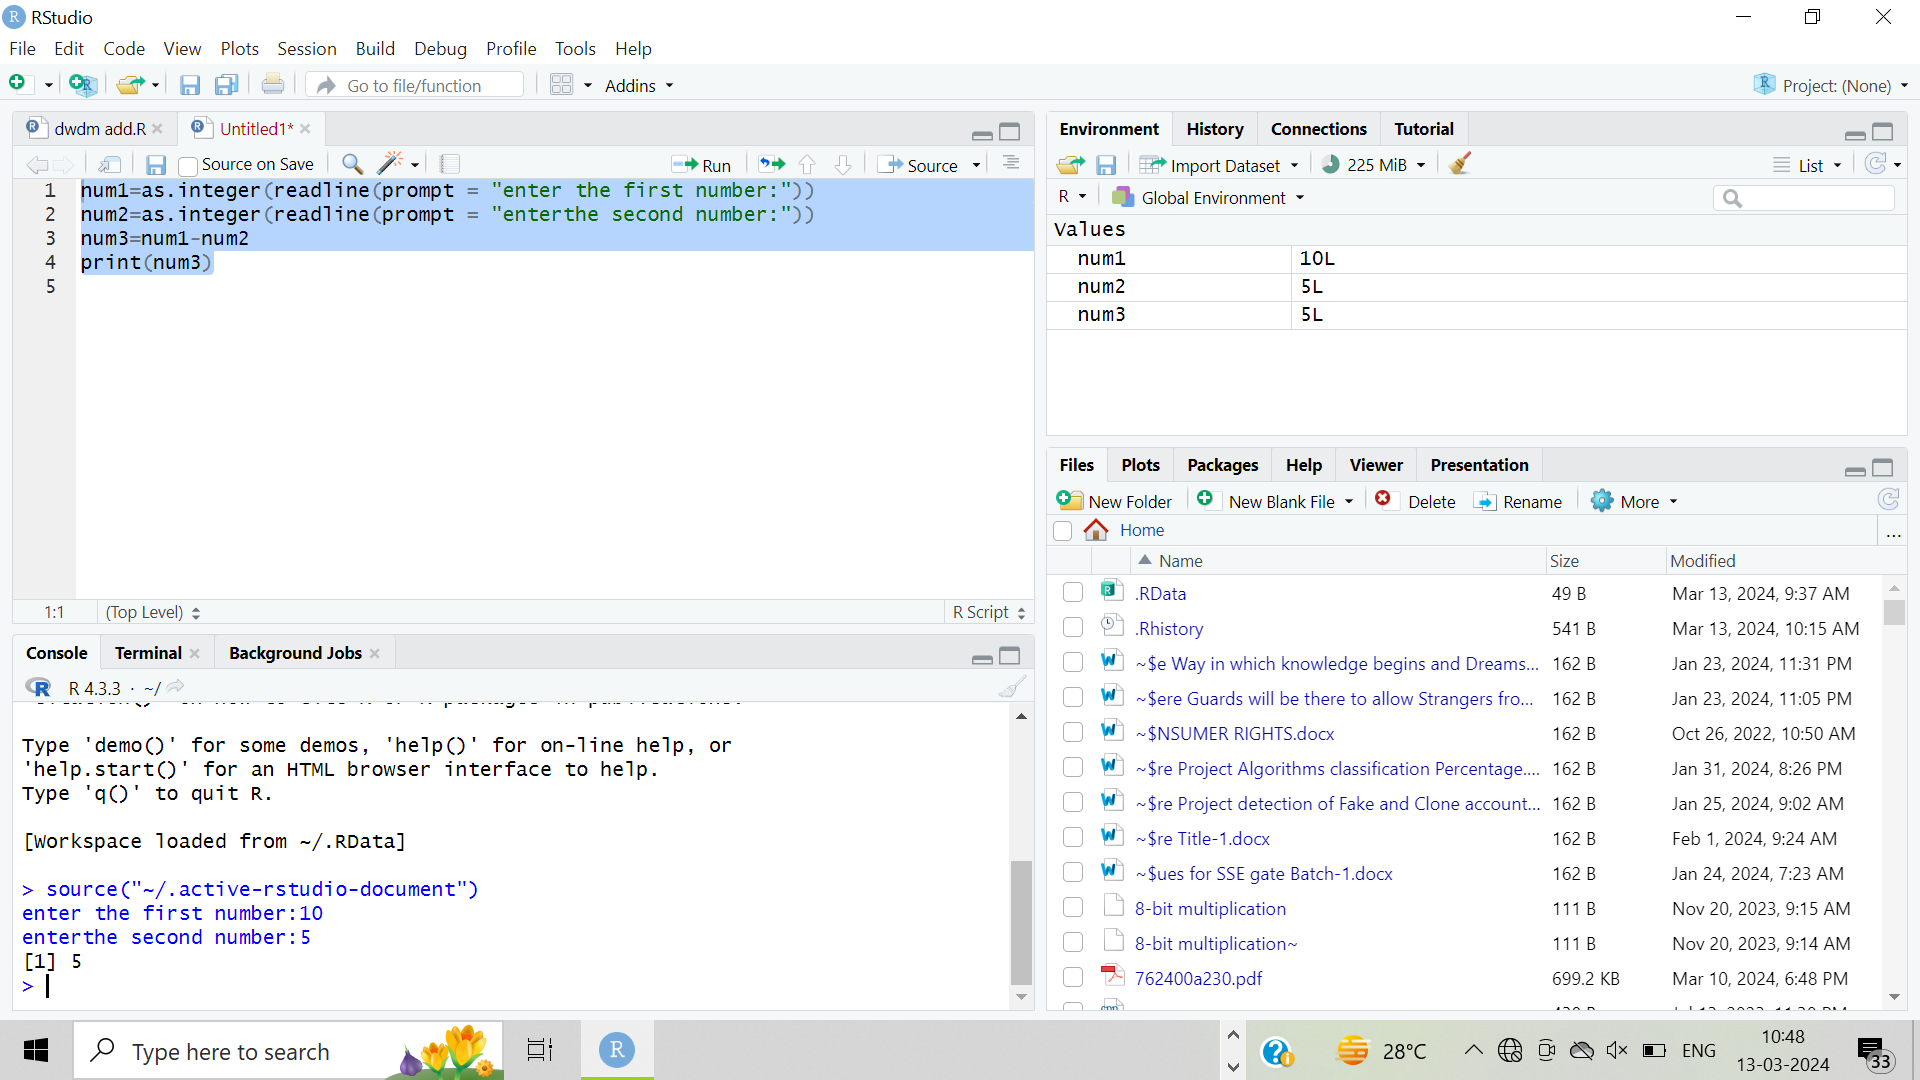 RStudio
File Edit Code View Plots Session Build Debug Profile Tools Help
Go to file/function Addins Project: (None)
dwdm add.R Untitled1*
Source on Save Run Source
1 num1=as.integer(readline(prompt = "enter the first number:"))
2 num2=as.integer(readline(prompt = "enterthe second number:"))
3 num3=num1-num2
4 print(num3)
5
1:1 (Top Level) R Script
Console Terminal Background Jobs
R 4.3.3 · ~/
Type 'demo()' for some demos, 'help()' for on-line help, or
'help.start()' for an HTML browser interface to help.
Type 'q()' to quit R.
[Workspace loaded from ~/.RData]
> source("~/.active-rstudio-document")
enter the first number:10
enterthe second number:5
[1] 5
>
Environment History Connections Tutorial
Import Dataset 225 MiB List
R Global Environment
Values
num1 10L
num2 5L
num3 5L
Files Plots Packages Help Viewer Presentation
New Folder New Blank File Delete Rename More
Home ...
Name Size Modified
.RData 49 B Mar 13, 2024, 9:37 AM
.Rhistory 541 B Mar 13, 2024, 10:15 AM
~$e Way in which knowledge begins and Dreams... 162 B Jan 23, 2024, 11:31 PM
~$ere Guards will be there to allow Strangers fro... 162 B Jan 23, 2024, 11:05 PM
~$NSUMER RIGHTS.docx 162 B Oct 26, 2022, 10:50 AM
~$re Project Algorithms classification Percentage.... 162 B Jan 31, 2024, 8:26 PM
~$re Project detection of Fake and Clone account... 162 B Jan 25, 2024, 9:02 AM
~$re Title-1.docx 162 B Feb 1, 2024, 9:24 AM
~$ues for SSE gate Batch-1.docx 162 B Jan 24, 2024, 7:23 AM
8-bit multiplication 111 B Nov 20, 2023, 9:15 AM
8-bit multiplication~ 111 B Nov 20, 2023, 9:14 AM
762400a230.pdf 699.2 KB Mar 10, 2024, 6:48 PM
Type here to search
28°C ENG
10:48
13-03-2024
33